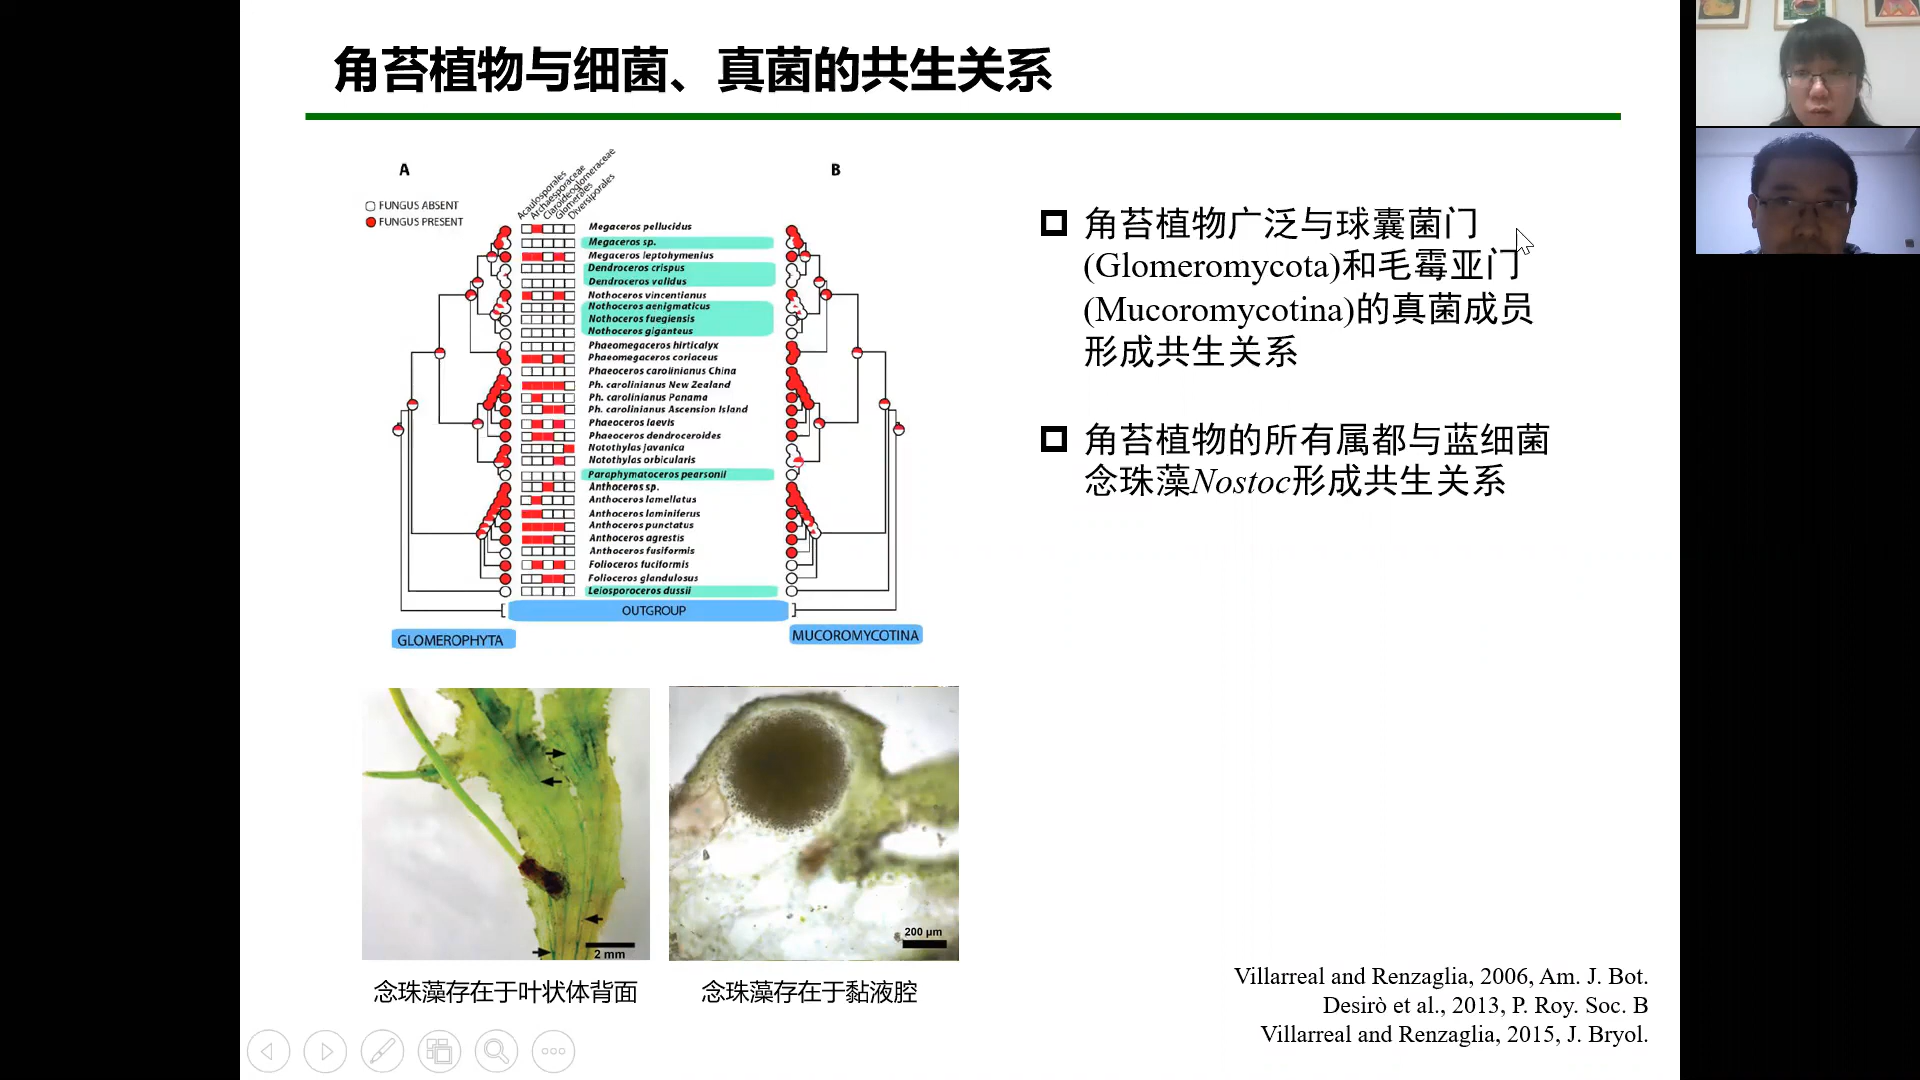 角苔植物与细菌、真菌的共生关系
A
B
FUNGUS ABSENT
FUNGUS PRESENT
Acaulosporales
Archaesporaceae
Claroideoglomeraceae
Glomerales
Diversiporales
Megaceros pellucidus
Megaceros sp.
Megaceros leptohymenius
Dendroceros crispus
Dendroceros validus
Nothoceros vincentianus
Nothoceros aenigmaticus
Nothoceros fuegiensis
Nothoceros giganteus
Phaeomegaceros hirticalyx
Phaeomegaceros coriaceus
Phaeoceros carolinianus China
Ph. carolinianus New Zealand
Ph. carolinianus Panama
Ph. carolinianus Ascension Island
Phaeoceros laevis
Phaeoceros dendroceroides
Notothylas javanica
Notothylas orbicularis
Paraphymatoceros pearsonii
Anthoceros sp.
Anthoceros lamellatus
Anthoceros laminiferus
Anthoceros punctatus
Anthoceros agrestis
Anthoceros fusiformis
Folioceros fuciformis
Folioceros glandulosus
Leiosporoceros dussii
OUTGROUP
GLOMEROPHYTA
MUCOROMYCOTINA
角苔植物广泛与球囊菌门
(Glomeromycota)和毛霉亚门
(Mucoromycotina)的真菌成员
形成共生关系
角苔植物的所有属都与蓝细菌
念珠藻Nostoc形成共生关系
2 mm
200 µm
念珠藻存在于叶状体背面
念珠藻存在于黏液腔
Villarreal and Renzaglia, 2006, Am. J. Bot.
Desirò et al., 2013, P. Roy. Soc. B
Villarreal and Renzaglia, 2015, J. Bryol.